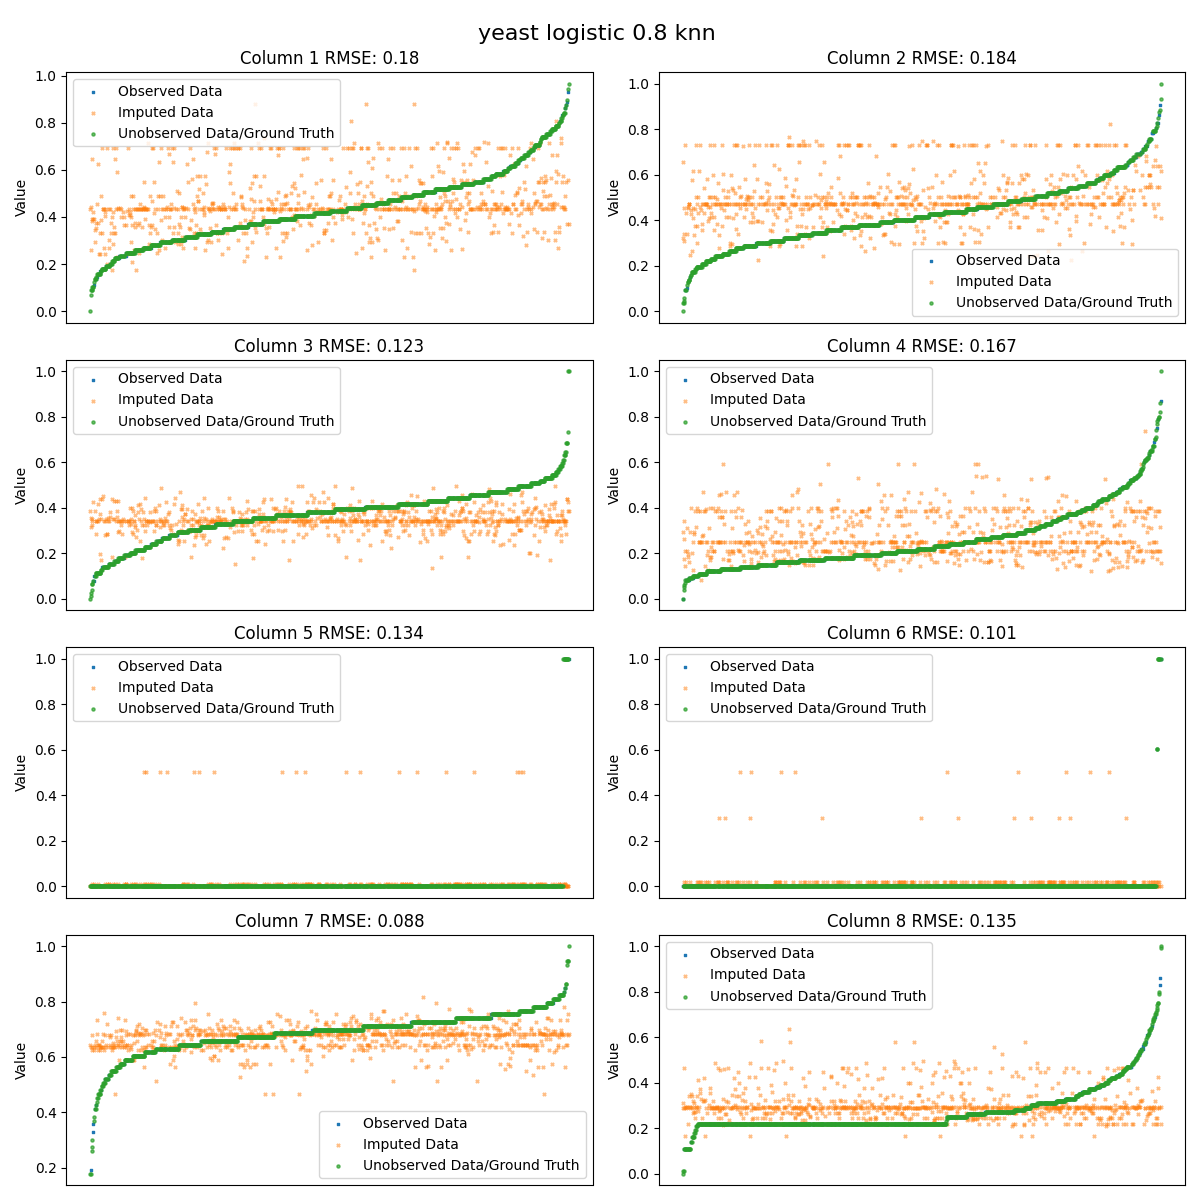 yeast logistic 0.8 knn
Column 1 RMSE: 0.18
Value
1.0
0.8
0.6
0.4
0.2
0.0
Observed Data
Imputed Data
Unobserved Data/Ground Truth
Column 2 RMSE: 0.184
Value
1.0
0.8
0.6
0.4
0.2
0.0
Observed Data
Imputed Data
Unobserved Data/Ground Truth
Column 3 RMSE: 0.123
Value
1.0
0.8
0.6
0.4
0.2
0.0
Observed Data
Imputed Data
Unobserved Data/Ground Truth
Column 4 RMSE: 0.167
Value
1.0
0.8
0.6
0.4
0.2
0.0
Observed Data
Imputed Data
Unobserved Data/Ground Truth
Column 5 RMSE: 0.134
Value
1.0
0.8
0.6
0.4
0.2
0.0
Observed Data
Imputed Data
Unobserved Data/Ground Truth
Column 6 RMSE: 0.101
Value
1.0
0.8
0.6
0.4
0.2
0.0
Observed Data
Imputed Data
Unobserved Data/Ground Truth
Column 7 RMSE: 0.088
Value
1.0
0.8
0.6
0.4
0.2
Observed Data
Imputed Data
Unobserved Data/Ground Truth
Column 8 RMSE: 0.135
Value
1.0
0.8
0.6
0.4
0.2
0.0
Observed Data
Imputed Data
Unobserved Data/Ground Truth